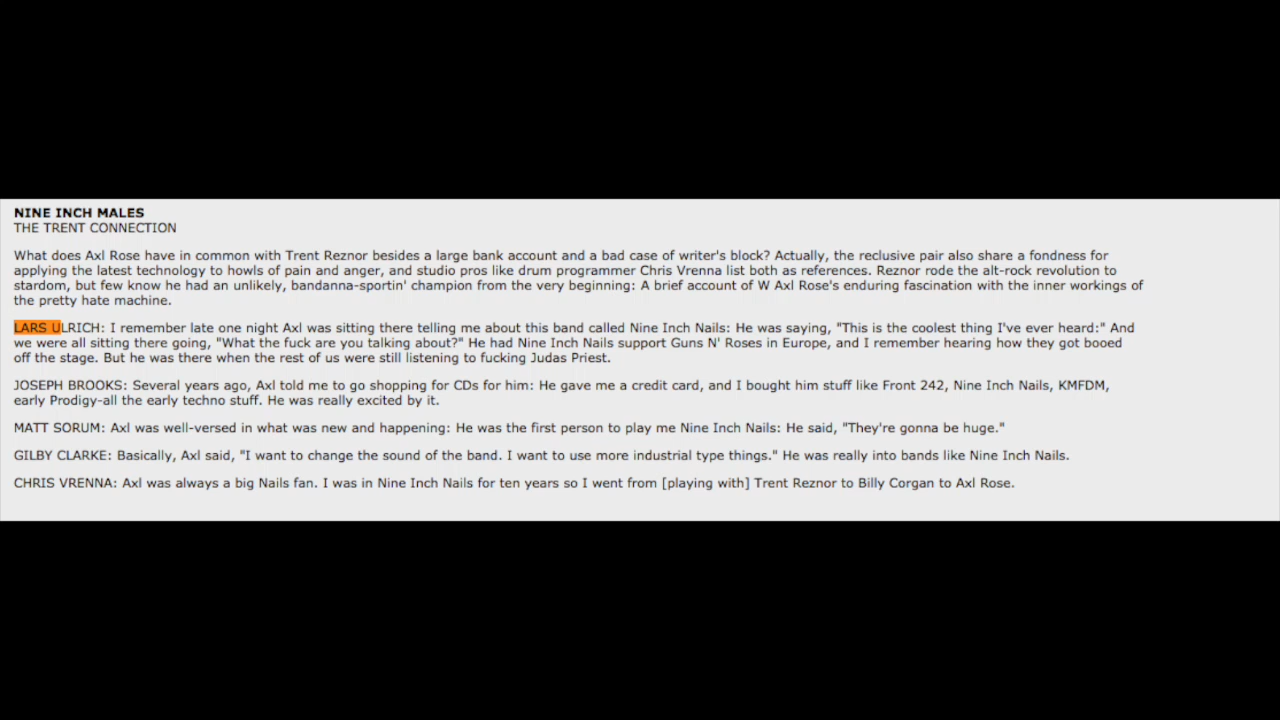 NINE INCH MALES
THE TRENT CONNECTION
What does Axl Rose have in common with Trent Reznor besides a large bank account and a bad case of writer's block? Actually, the reclusive pair also share a fondness for
applying the latest technology to howls of pain and anger, and studio pros like drum programmer Chris Vrenna list both as references. Reznor rode the alt-rock revolution to
stardom, but few know he had an unlikely, bandanna-sportin' champion from the very beginning: A brief account of W Axl Rose's enduring fascination with the inner workings of
the pretty hate machine.
LARS ULRICH: I remember late one night Axl was sitting there telling me about this band called Nine Inch Nails: He was saying, "This is the coolest thing I've ever heard:" And
we were all sitting there going, "What the fuck are you talking about?" He had Nine Inch Nails support Guns N' Roses in Europe, and I remember hearing how they got booed
off the stage. But he was there when the rest of us were still listening to fucking Judas Priest.
JOSEPH BROOKS: Several years ago, Axl told me to go shopping for CDs for him: He gave me a credit card, and I bought him stuff like Front 242, Nine Inch Nails, KMFDM,
early Prodigy-all the early techno stuff. He was really excited by it.
MATT SORUM: Axl was well-versed in what was new and happening: He was the first person to play me Nine Inch Nails: He said, "They're gonna be huge."
GILBY CLARKE: Basically, Axl said, "I want to change the sound of the band. I want to use more industrial type things." He was really into bands like Nine Inch Nails.
CHRIS VRENNA: Axl was always a big Nails fan. I was in Nine Inch Nails for ten years so I went from [playing with] Trent Reznor to Billy Corgan to Axl Rose.